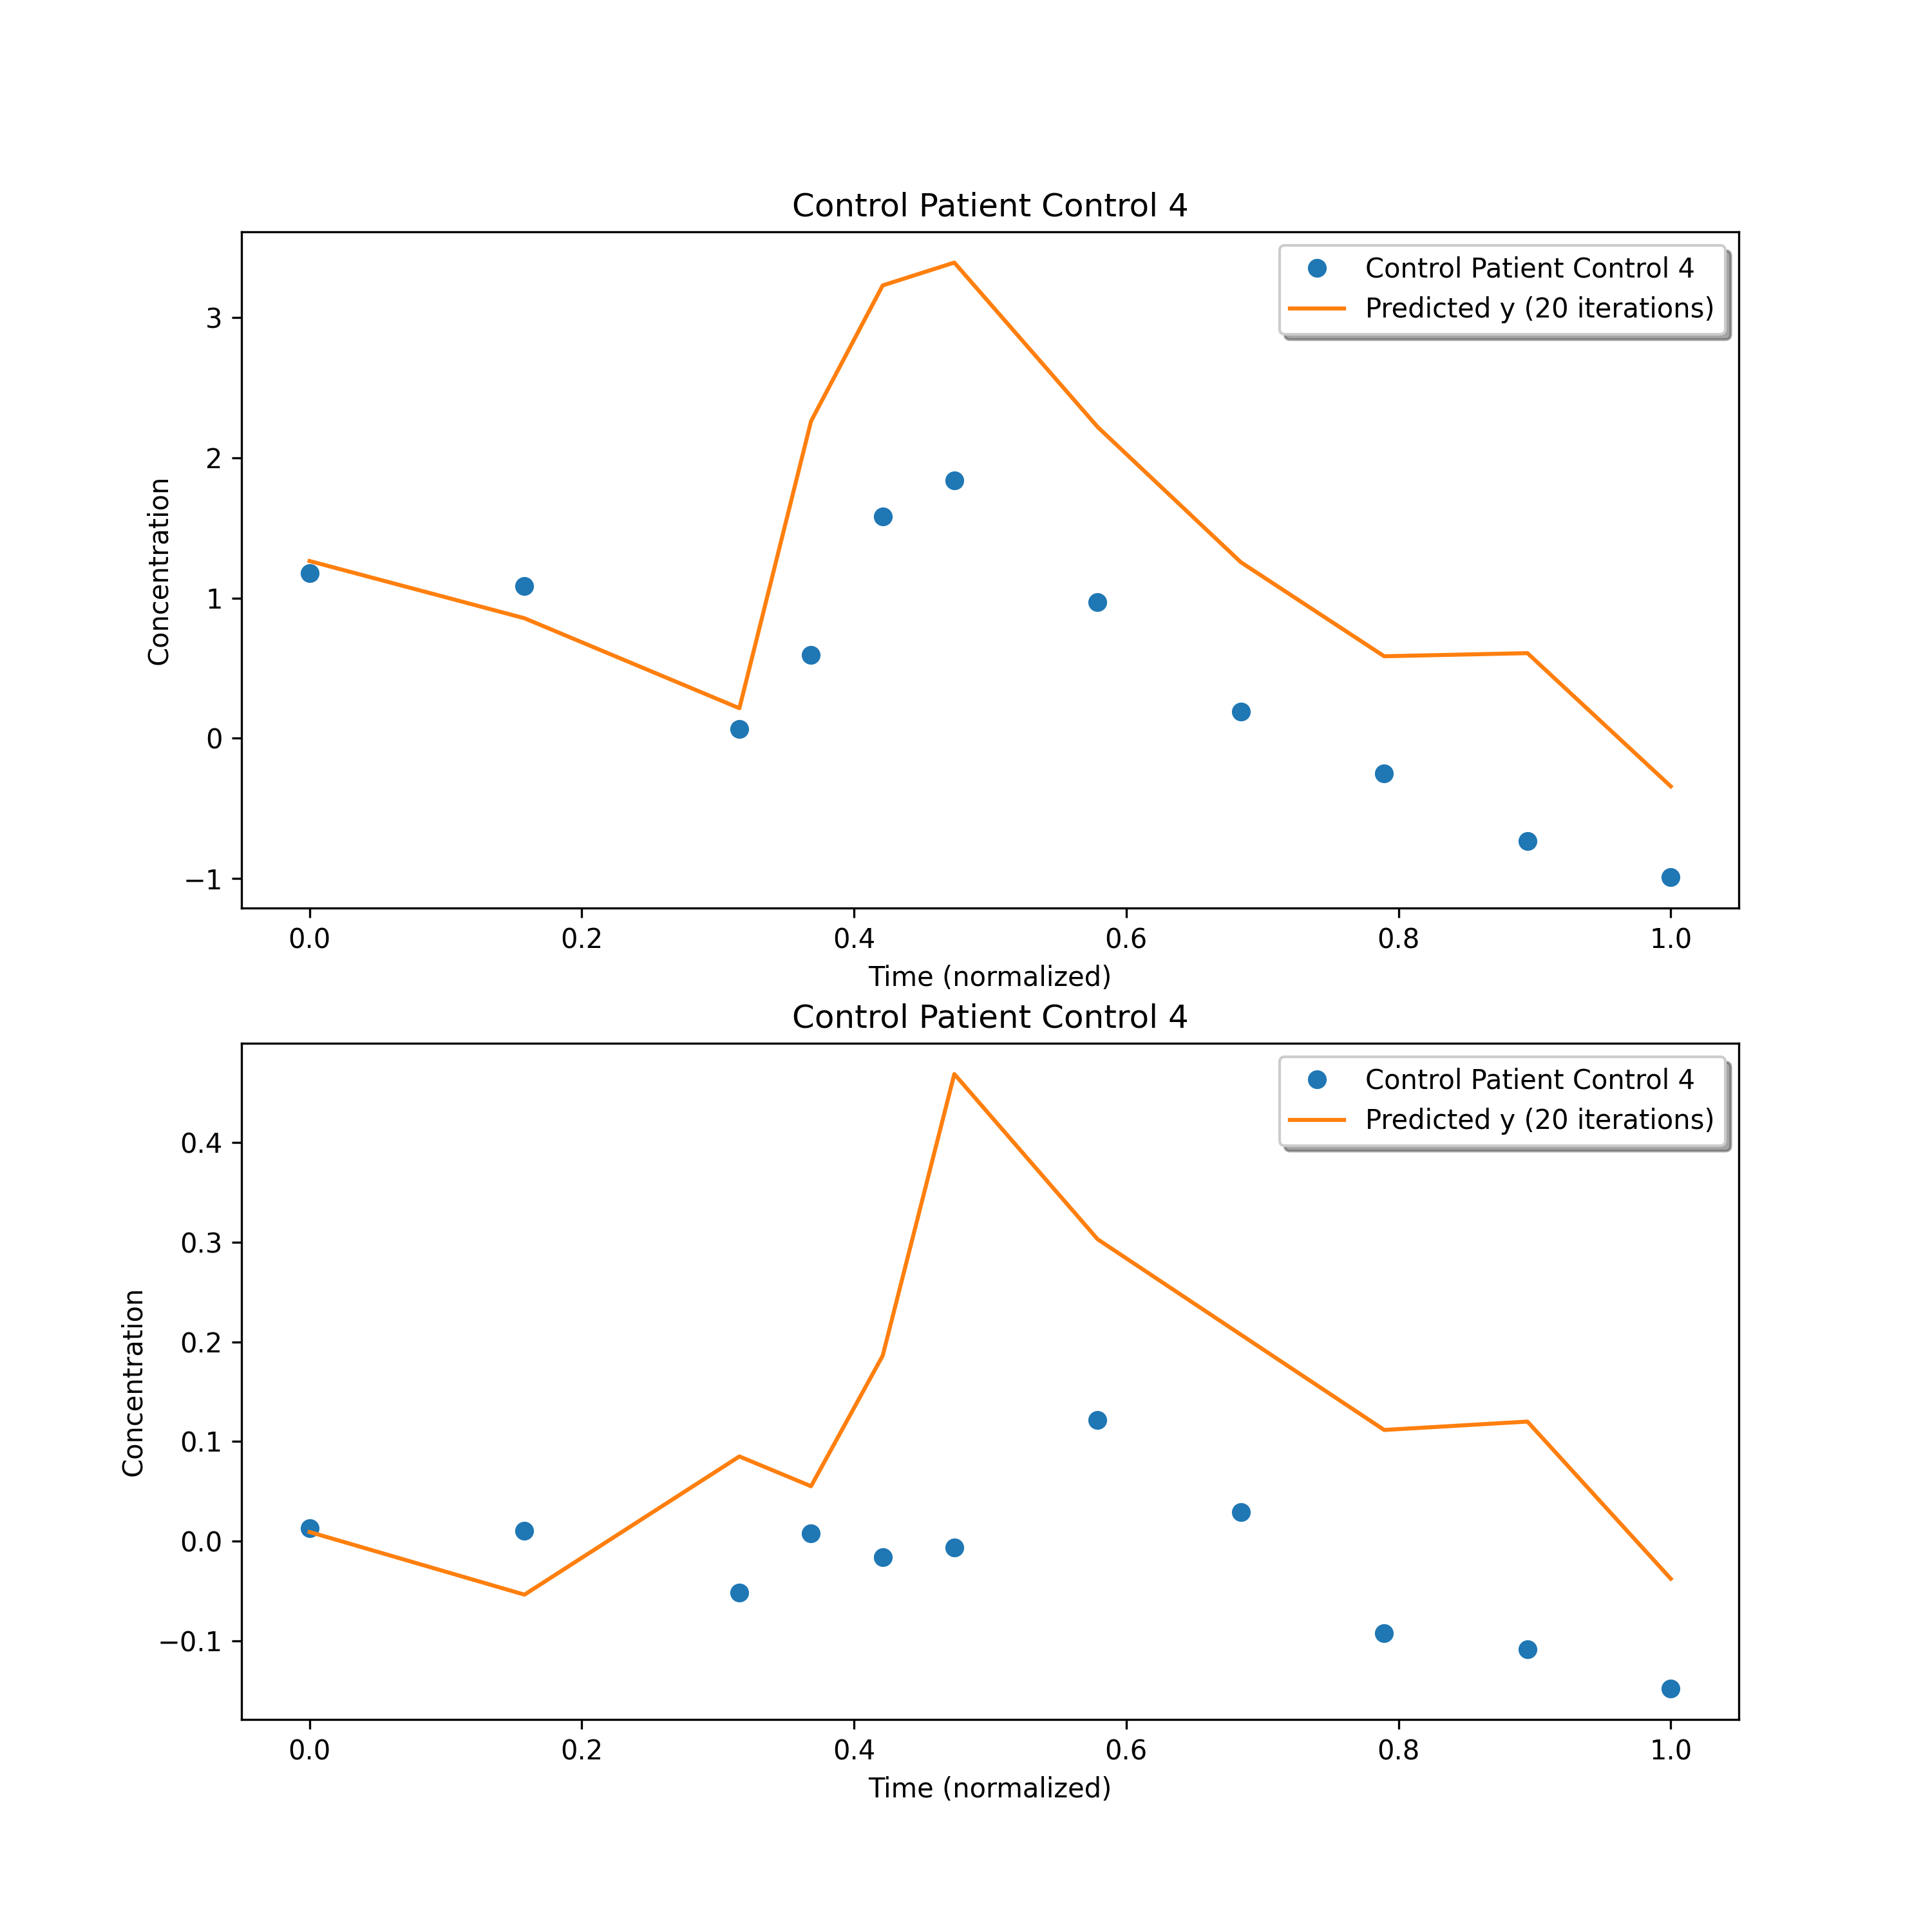 Control Patient Control 4
Control Patient Control 4
Predicted y (20 iterations)
3
2
1
0
−1
Concentration
0.0 0.2 0.4 0.6 0.8 1.0
Time (normalized)
Control Patient Control 4
Control Patient Control 4
Predicted y (20 iterations)
0.4
0.3
0.2
0.1
0.0
−0.1
Concentration
0.0 0.2 0.4 0.6 0.8 1.0
Time (normalized)